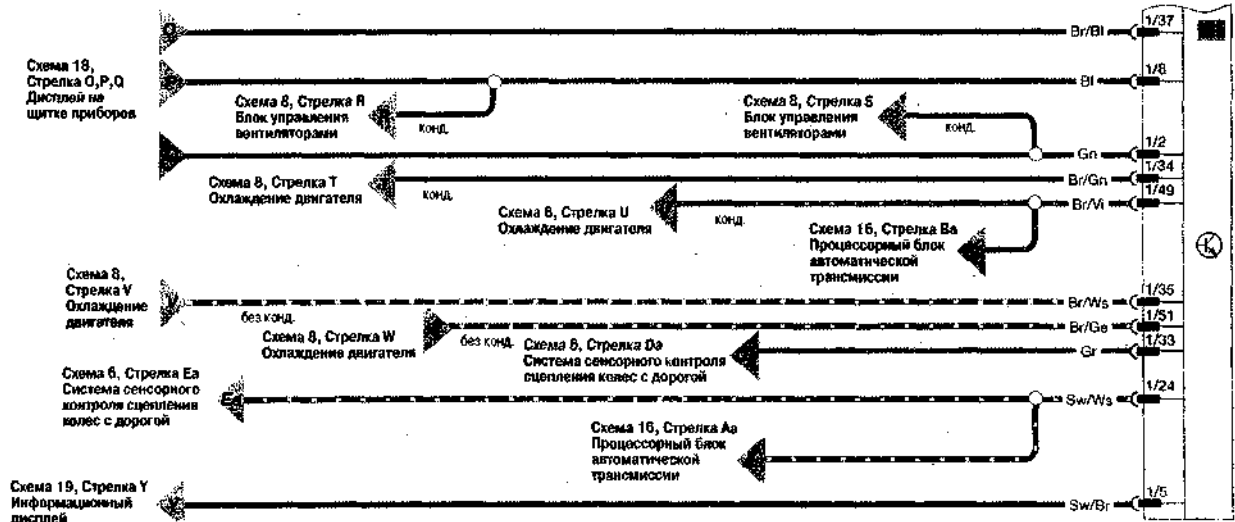 Br/Bl
1/37
Схема 18,
Стрелка O,P,Q
Дисплей на
щитке приборов
Bl
1/8
Схема 8, Стрелка R
Блок управления
вентиляторами
конд.
Схема 8, Стрелка S
Блок управления
вентиляторами
конд.
Gn
1/2
Схема 8, Стрелка T
Охлаждение двигателя
конд.
Br/Gn
1/34
Схема 8, Стрелка U
Охлаждение двигателя
конд.
Br/Vi
1/49
Схема 16, Стрелка Ba
Процессорный блок
автоматической
трансмиссии
Схема 8,
Стрелка V
Охлаждение
двигателя
V
без конд.
Br/Ws
1/35
Схема 8, Стрелка W
Охлаждение двигателя
без конд.
Br/Ge
1/51
Схема 6, Стрелка Da
Система сенсорного контроля
сцепления колес с дорогой
Gr
1/33
Схема 6, Стрелка Ea
Система сенсорного
контроля сцепления
колес с дорогой
Ea
Sw/Ws
1/24
Схема 16, Стрелка Aa
Процессорный блок
автоматической
трансмиссии
Схема 19, Стрелка Y
Информационный
дисплей
Y
Sw/Br
1/5